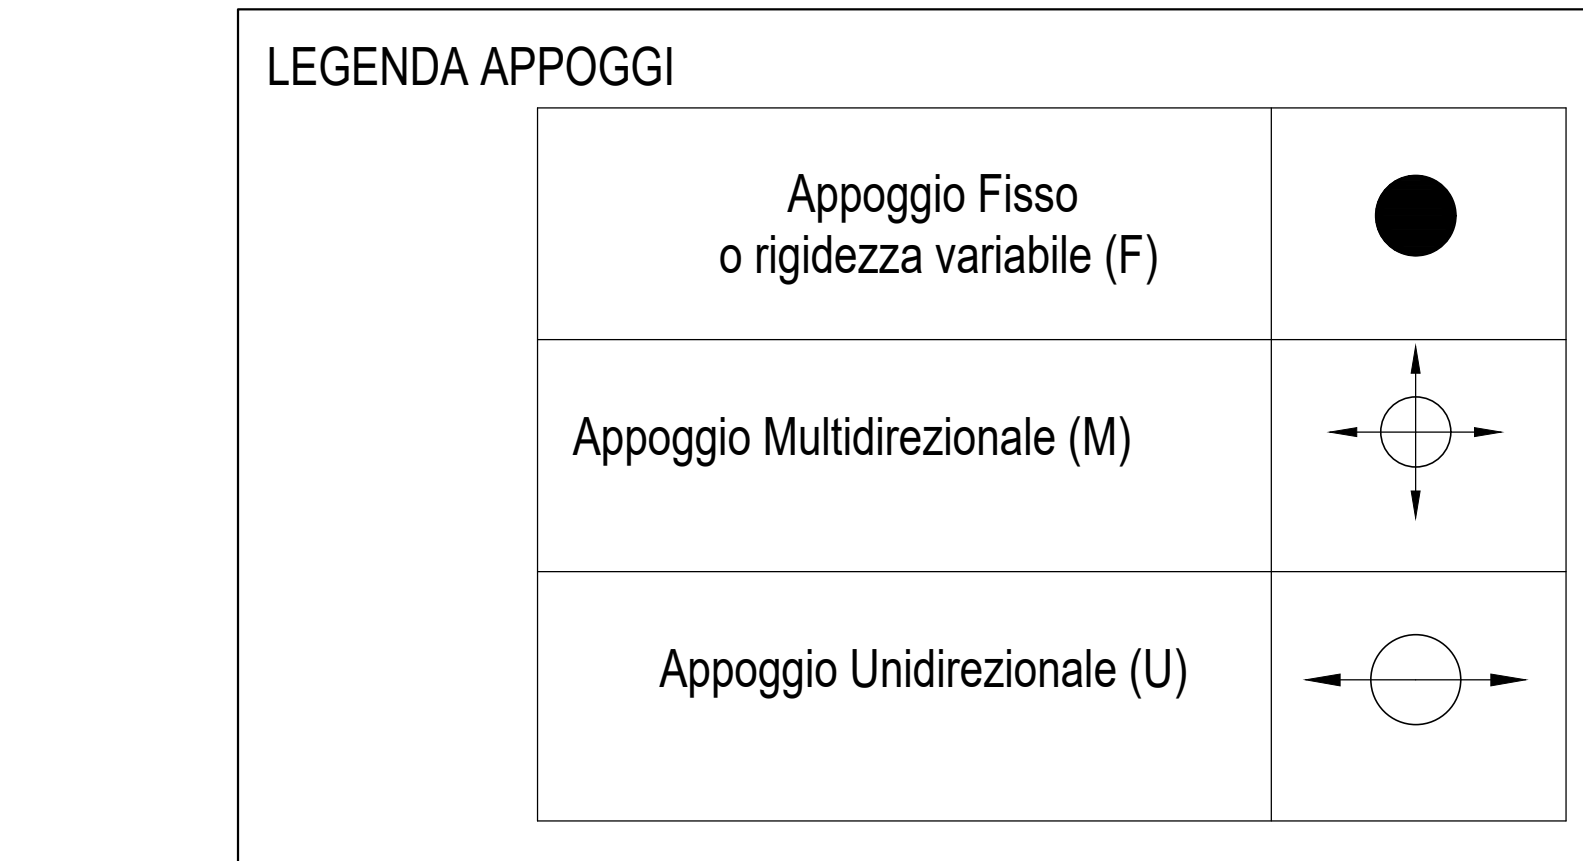 LEGENDA APPOGGI
Appoggio Fisso
o rigidezza variabile (F)
Appoggio Multidirezionale (M)
Appoggio Unidirezionale (U)